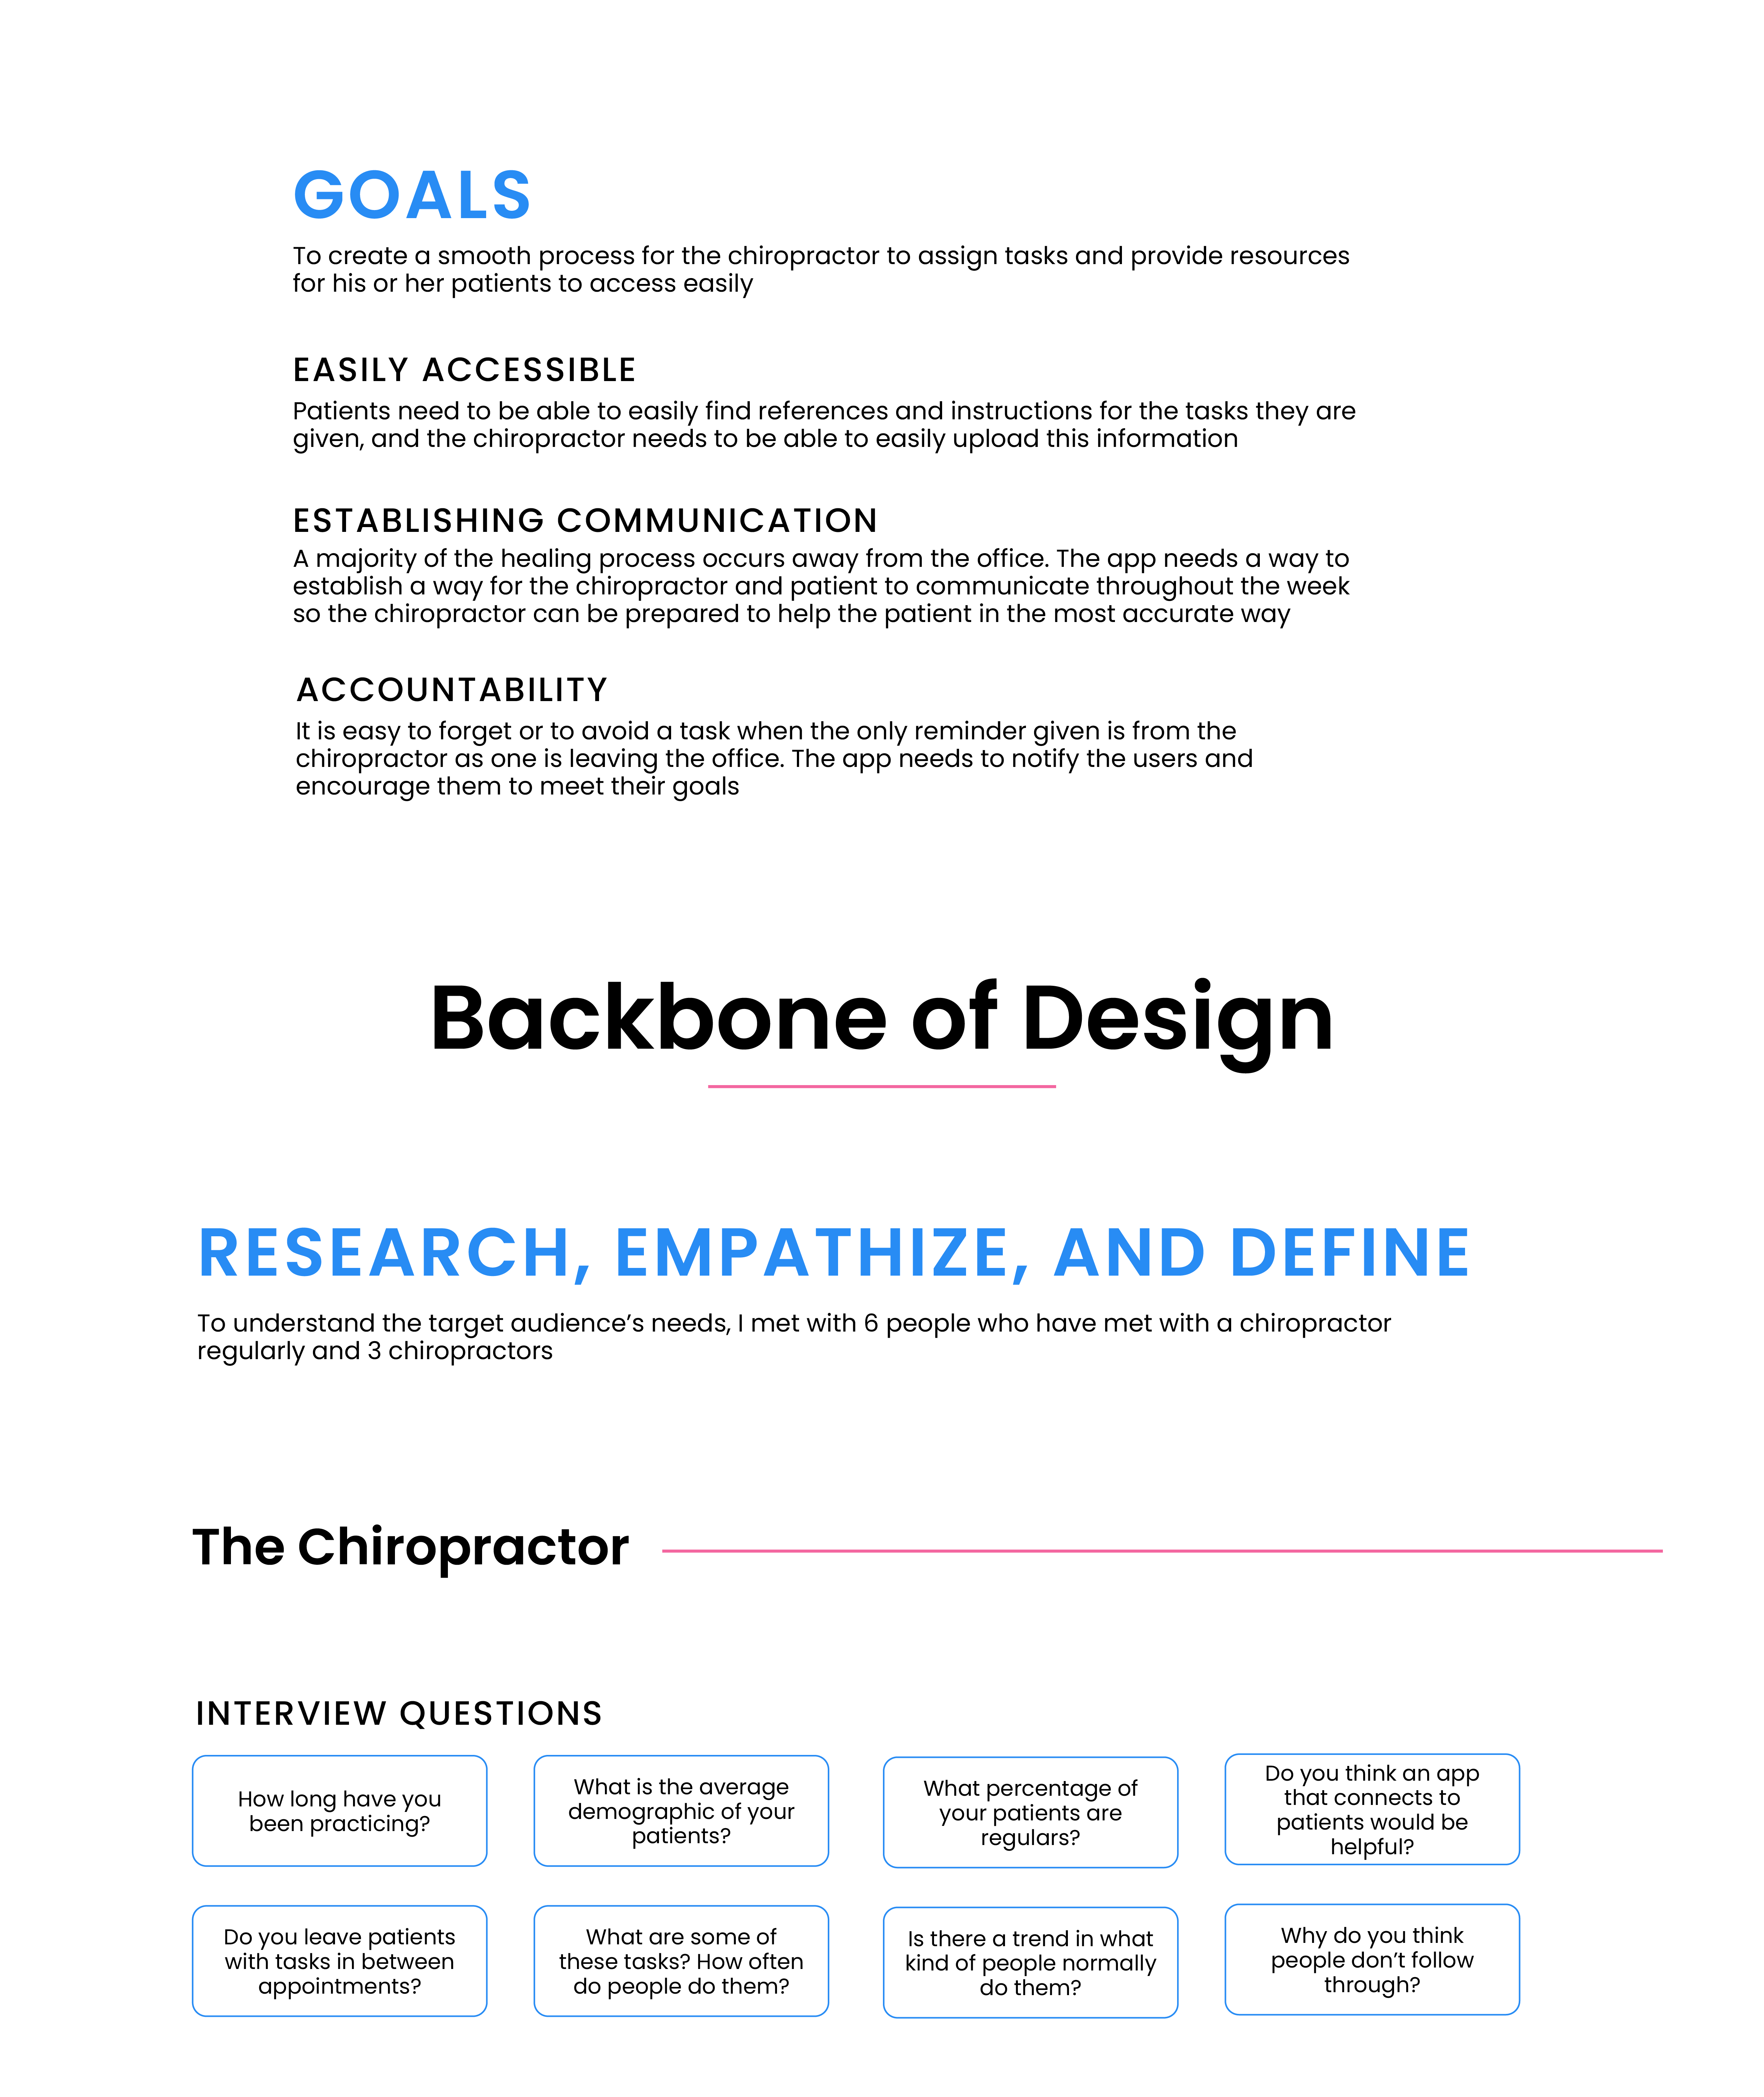 GOALS
To create a smooth process for the chiropractor to assign tasks and provide resources
for his or her patients to access easily
EASILY ACCESSIBLE
Patients need to be able to easily find references and instructions for the tasks they are
given, and the chiropractor needs to be able to easily upload this information
ESTABLISHING COMMUNICATION
A majority of the healing process occurs away from the office. The app needs a way to
establish a way for the chiropractor and patient to communicate throughout the week
so the chiropractor can be prepared to help the patient in the most accurate way
ACCOUNTABILITY
It is easy to forget or to avoid a task when the only reminder given is from the
chiropractor as one is leaving the office. The app needs to notify the users and
encourage them to meet their goals
Backbone of Design
RESEARCH, EMPATHIZE, AND DEFINE
To understand the target audience’s needs, I met with 6 people who have met with a chiropractor
regularly and 3 chiropractors
The Chiropractor
INTERVIEW QUESTIONS
How long have you
been practicing?
What is the average
demographic of your
patients?
What percentage of
your patients are
regulars?
Do you think an app
that connects to
patients would be
helpful?
Do you leave patients
with tasks in between
appointments?
What are some of
these tasks? How often
do people do them?
Is there a trend in what
kind of people normally
do them?
Why do you think
people don’t follow
through?